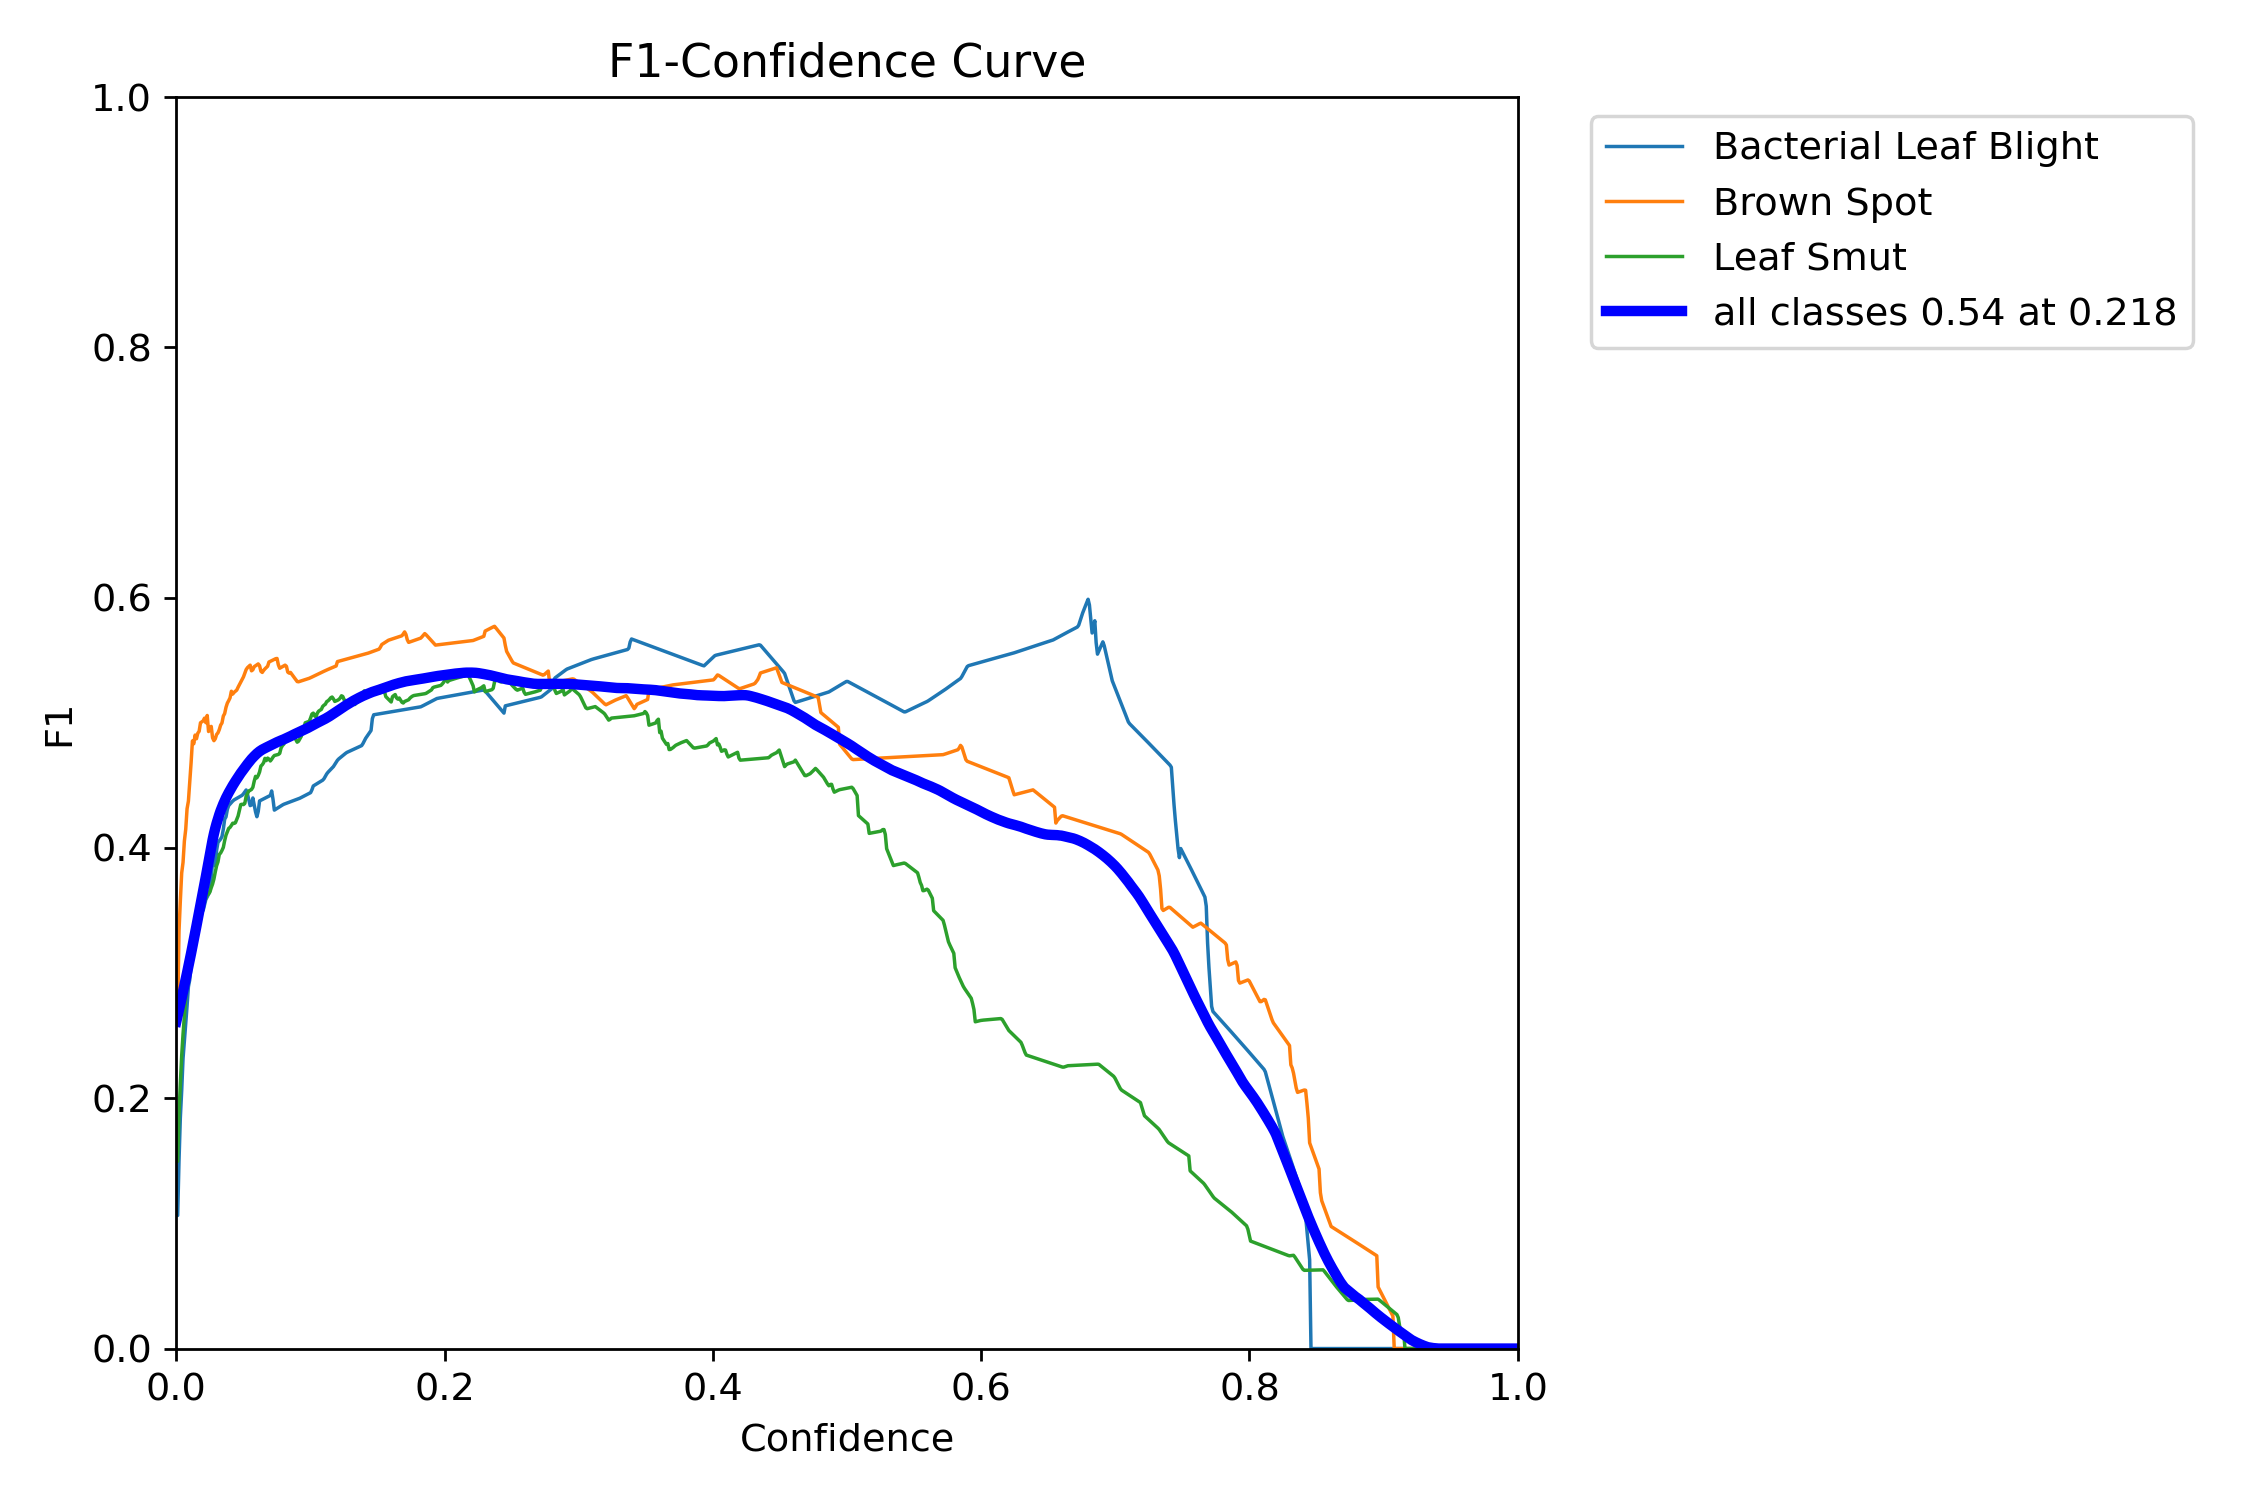 F1-Confidence Curve
1.0
0.8
0.6
0.4
0.2
0.0
F1
0.0 0.2 0.4 0.6 0.8 1.0
Confidence
Bacterial Leaf Blight
Brown Spot
Leaf Smut
all classes 0.54 at 0.218